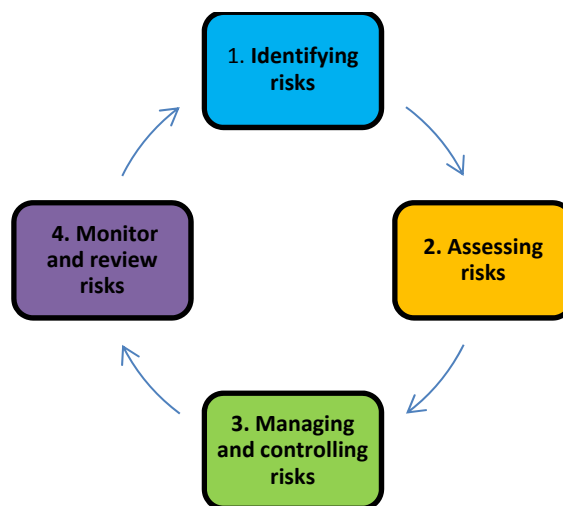 1. Identifying
risks
2. Assessing
risks
3. Managing
and controlling
risks
4. Monitor
and review
risks